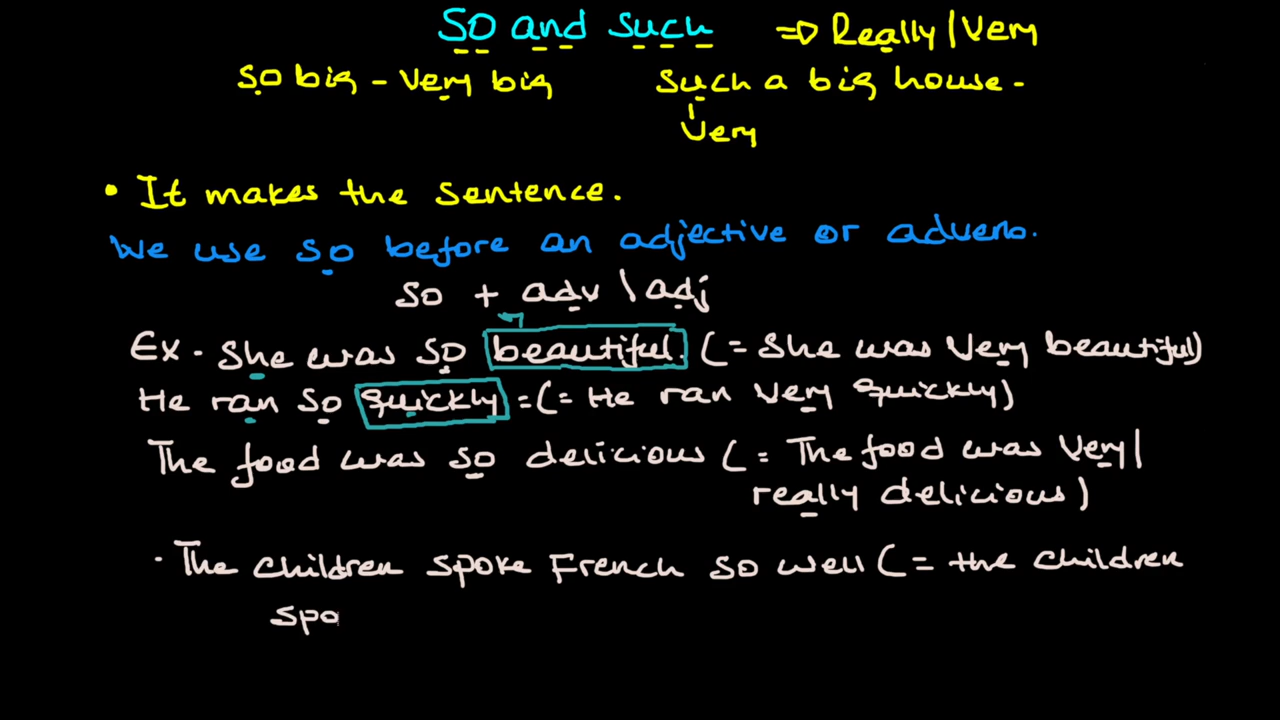 SO and such => Really/Very
so big - very big such a big house -
Very
• It makes the sentence.
We use so before an adjective or adverb.
so + adv \ adj
Ex. She was so beautiful. (= She was very beautiful)
He ran so quickly = (= He ran very quickly)
The food was so delicious (= The food was very/
really delicious)
• The children spoke French so well (= the children
spo